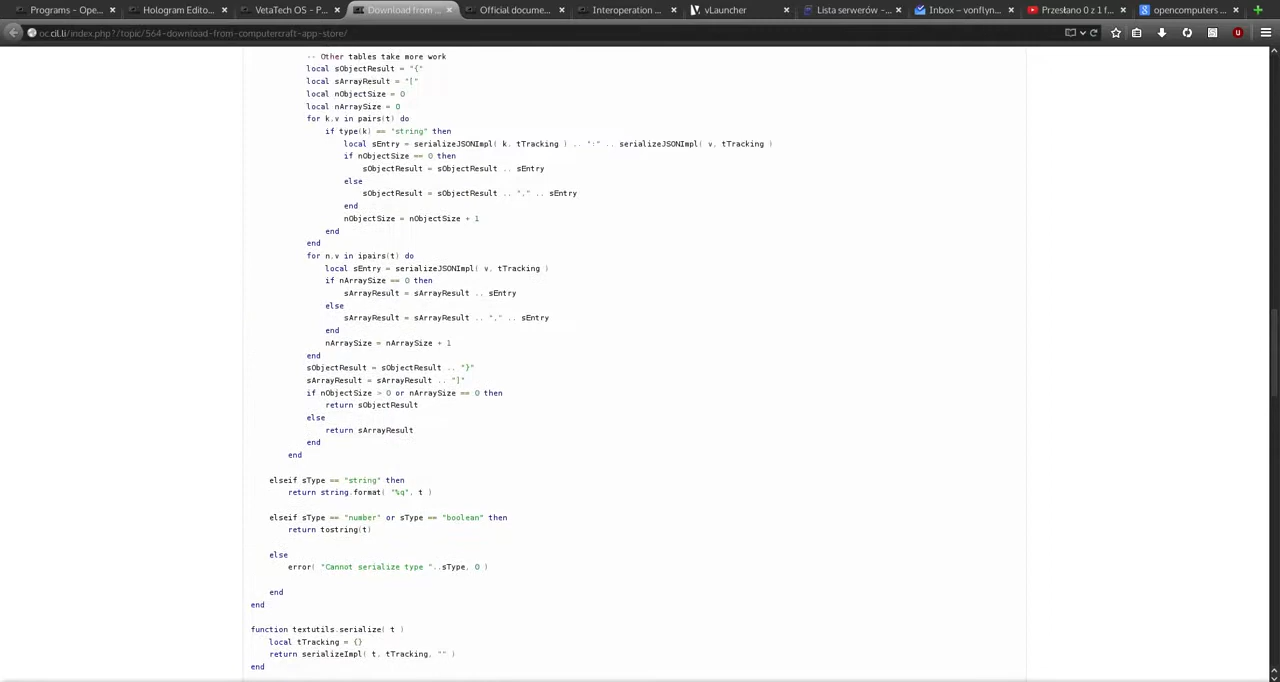 Programs - Ope...
Hologram Edito...
VetaTech OS - P...
Download from ...
Official docume...
Interoperation ...
vLauncher
Lista serwerów -...
Inbox – vonflyn...
Przesłano 0 z 1 f...
opencomputers ...
oc.cil.li/index.php?/topic/564-download-from-computercraft-app-store/
-- Other tables take more work
local sObjectResult = "{"
local sArrayResult = "["
local nObjectSize = 0
local nArraySize = 0
for k,v in pairs(t) do
if type(k) == "string" then
local sEntry = serializeJSONImpl( k, tTracking ) .. ":" .. serializeJSONImpl( v, tTracking )
if nObjectSize == 0 then
sObjectResult = sObjectResult .. sEntry
else
sObjectResult = sObjectResult .. "," .. sEntry
end
nObjectSize = nObjectSize + 1
end
end
for n,v in ipairs(t) do
local sEntry = serializeJSONImpl( v, tTracking )
if nArraySize == 0 then
sArrayResult = sArrayResult .. sEntry
else
sArrayResult = sArrayResult .. "," .. sEntry
end
nArraySize = nArraySize + 1
end
sObjectResult = sObjectResult .. "}"
sArrayResult = sArrayResult .. "]"
if nObjectSize > 0 or nArraySize == 0 then
return sObjectResult
else
return sArrayResult
end
end
elseif sType == "string" then
return string.format( "%q", t )
elseif sType == "number" or sType == "boolean" then
return tostring(t)
else
error( "Cannot serialize type "..sType, 0 )
end
end
function textutils.serialize( t )
local tTracking = {}
return serializeImpl( t, tTracking, "" )
end